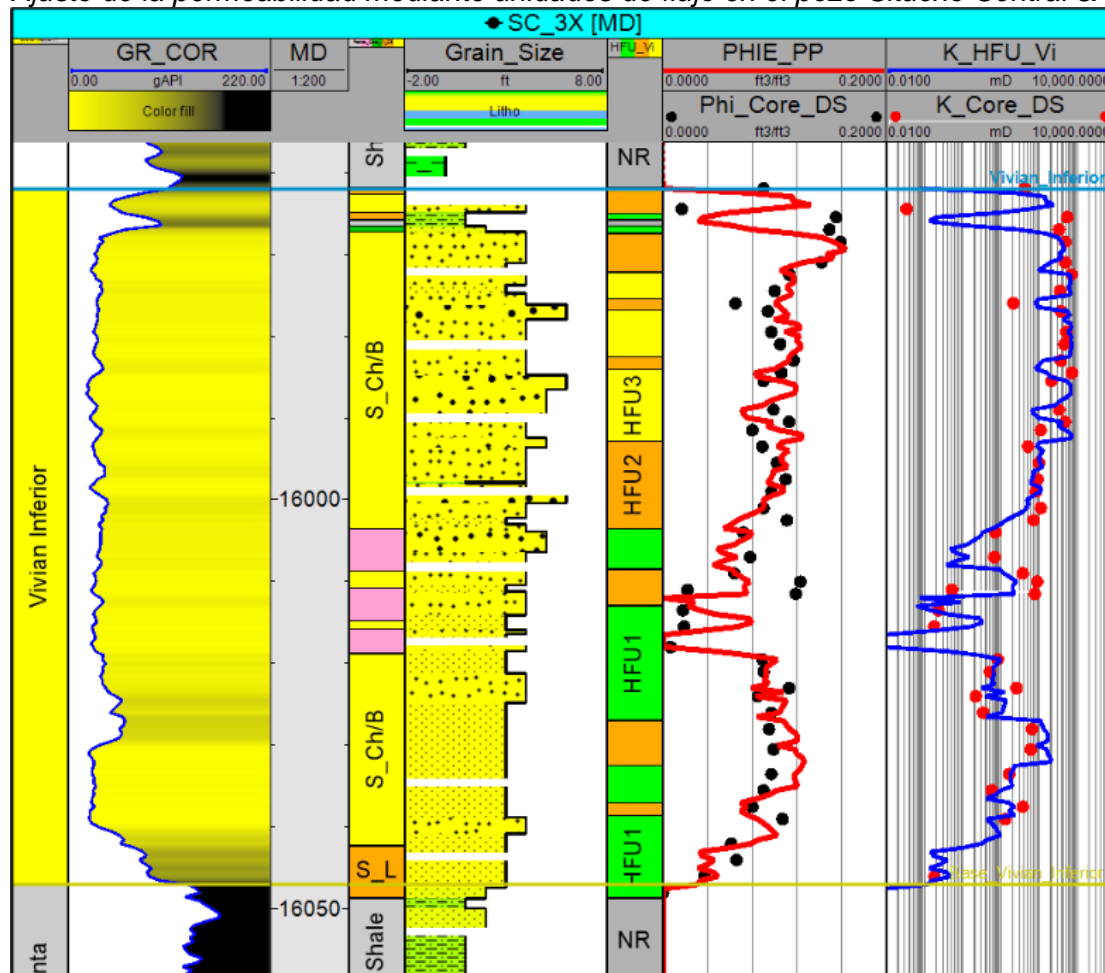 SC_3X [MD]
GR_COR MD Grain_Size HFU_Vi PHIE_PP K_HFU_Vi
0.00 gAPI 220.00 1:200 -2.00 ft 8.00 0.0000 ft3/ft3 0.2000 0.0100 mD 10,000.0000
Color fill Litho Phi_Core_DS K_Core_DS
0.0000 ft3/ft3 0.2000 0.0100 mD 10,000.0000
Sh NR
Vivian_Inferior
S_Ch/B
HFU3
HFU2
16000
Vivian Inferior
HFU1
S_Ch/B
HFU1
S_L
Base_Vivian_Inferior
16050
nta Shale NR